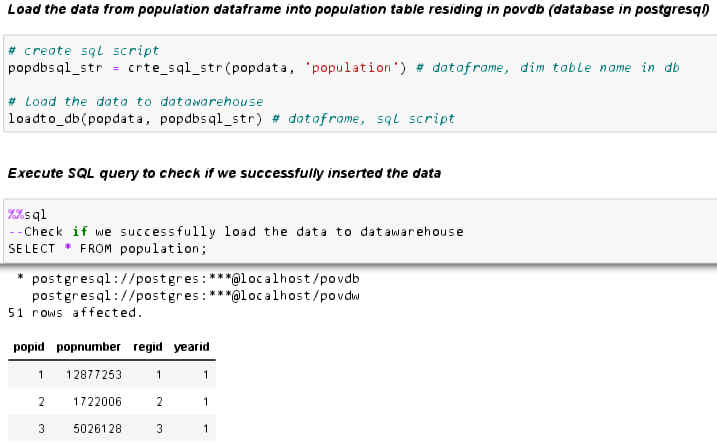 Load the data from population dataframe into population table residing in povdb (database in postgresql)
# create sql script
popdbsql_str = crte_sql_str(popdata, 'population') # dataframe, dim table name in db
# Load the data to datawarehouse
loadto_db(popdata, popdbsql_str) # dataframe, sql script
Execute SQL query to check if we successfully inserted the data
%%sql
--Check if we successfully load the data to datawarehouse
SELECT * FROM population;
* postgresql://postgres:***@localhost/povdb
postgresql://postgres:***@localhost/povdw
51 rows affected.
popid popnumber regid yearid
1 12877253 1 1
2 1722006 2 1
3 5026128 3 1